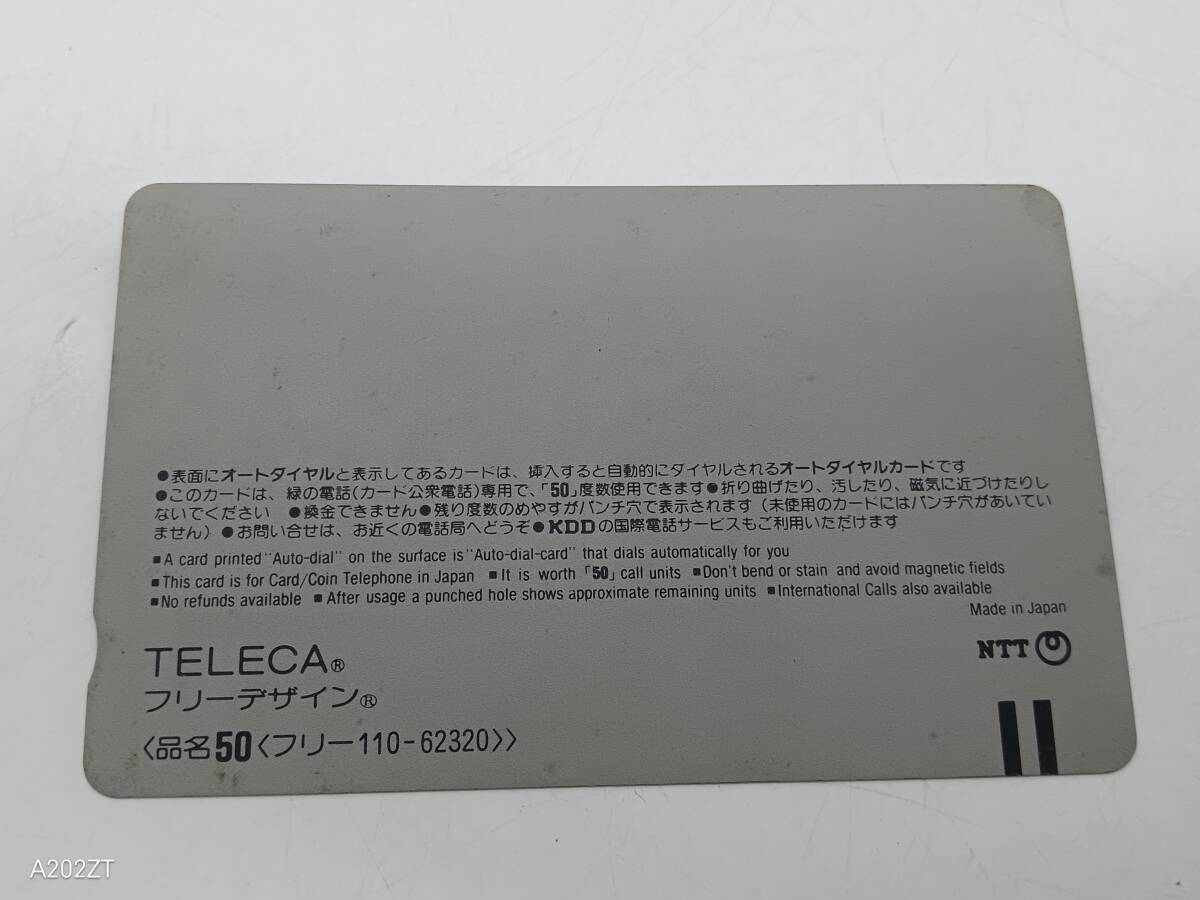 ●表面にオートダイヤルと表示してあるカードは、挿入すると自動的にダイヤルされるオートダイヤルカードです
●このカードは、緑の電話(カード公衆電話)専用で、「50」度数使用できます●折り曲げたり、汚したり、磁気に近づけたりし
ないでください ●換金できません●残り度数のめやすがパンチ穴で表示されます（未使用のカードにはパンチ穴があいてい
ません）●お問い合せは、お近くの電話局へどうぞ●KDDの国際電話サービスもご利用いただけます
■A card printed "Auto-dial" on the surface is "Auto-dial-card" that dials automatically for you
■This card is for Card/Coin Telephone in Japan ■It is worth「50」call units ■Don't bend or stain and avoid magnetic fields
■No refunds available ■After usage a punched hole shows approximate remaining units ■International Calls also available
Made in Japan
TELECA®
NTT
フリーデザイン®
〈品名50〈フリー110-62320〉〉
A202ZT